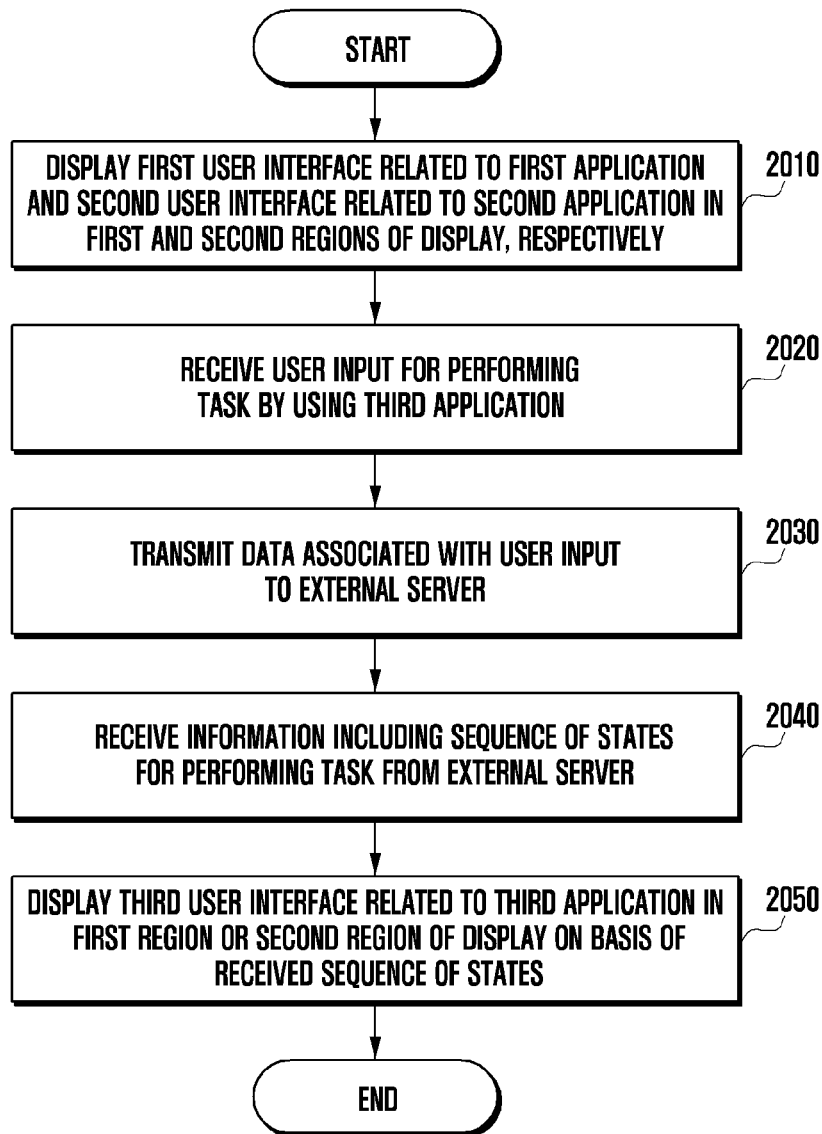 START
DISPLAY FIRST USER INTERFACE RELATED TO FIRST APPLICATION
AND SECOND USER INTERFACE RELATED TO SECOND APPLICATION IN
FIRST AND SECOND REGIONS OF DISPLAY, RESPECTIVELY
2010
RECEIVE USER INPUT FOR PERFORMING
TASK BY USING THIRD APPLICATION
2020
TRANSMIT DATA ASSOCIATED WITH USER INPUT
TO EXTERNAL SERVER
2030
RECEIVE INFORMATION INCLUDING SEQUENCE OF STATES
FOR PERFORMING TASK FROM EXTERNAL SERVER
2040
DISPLAY THIRD USER INTERFACE RELATED TO THIRD APPLICATION IN
FIRST REGION OR SECOND REGION OF DISPLAY ON BASIS OF
RECEIVED SEQUENCE OF STATES
2050
END